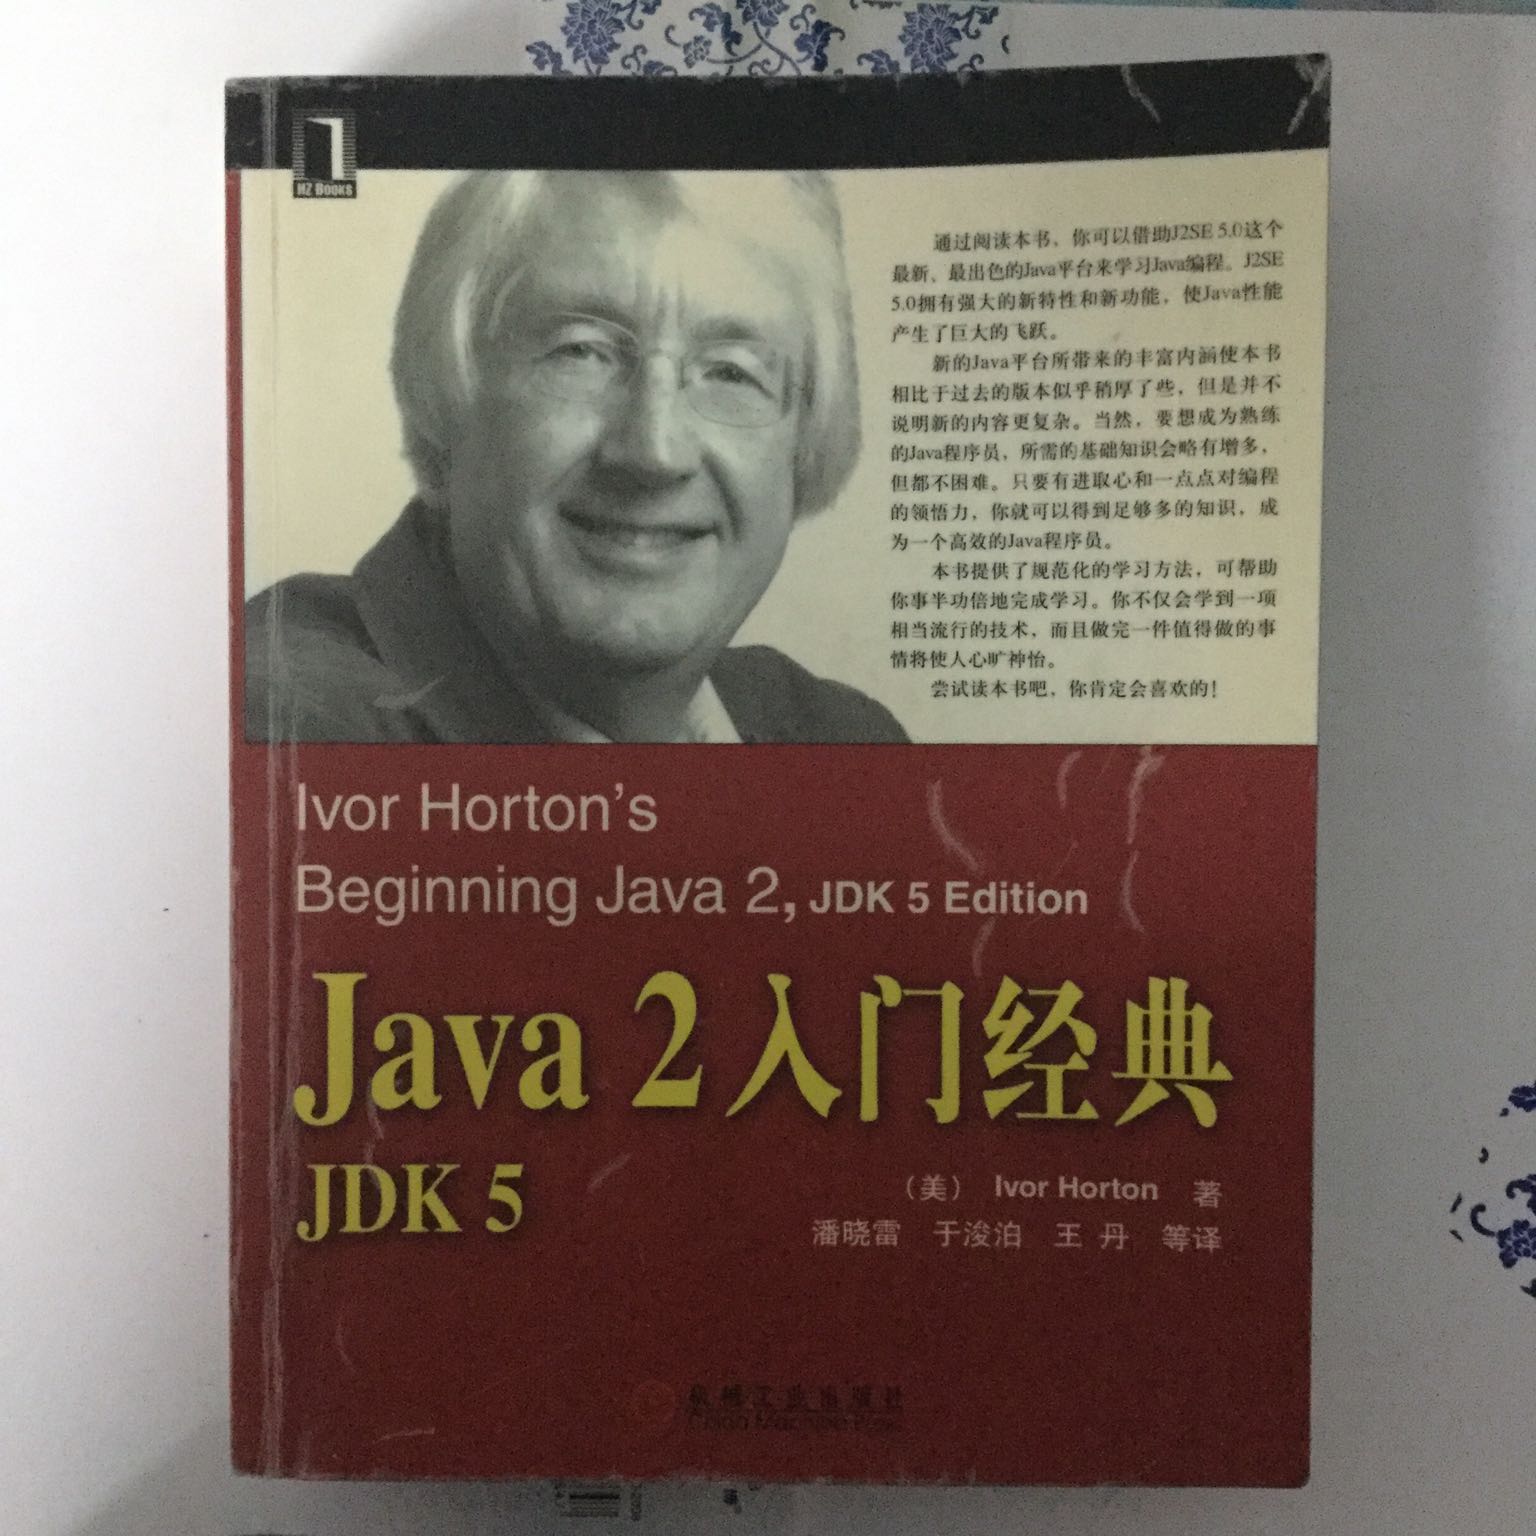 HZ BOOKS
通过阅读本书，你可以借助J2SE 5.0这个
最新、最出色的Java平台来学习Java编程。J2SE
5.0拥有强大的新特性和新功能，使Java性能
产生了巨大的飞跃。
新的Java平台所带来的丰富内涵使本书
相比于过去的版本似乎稍厚了些，但是并不
说明新的内容更复杂。当然，要想成为熟练
的Java程序员，所需的基础知识会略有增多，
但都不困难。只要有进取心和一点点对编程
的领悟力，你就可以得到足够多的知识，成
为一个高效的Java程序员。
本书提供了规范化的学习方法，可帮助
你事半功倍地完成学习。你不仅会学到一项
相当流行的技术，而且做完一件值得做的事
情将使人心旷神怡。
尝试读本书吧，你肯定会喜欢的！
Ivor Horton's
Beginning Java 2, JDK 5 Edition
Java 2入门经典
JDK 5
（美） Ivor Horton 著
潘晓雷 于浚泊 王 丹 等译
机械工业出版社
China Machine Press